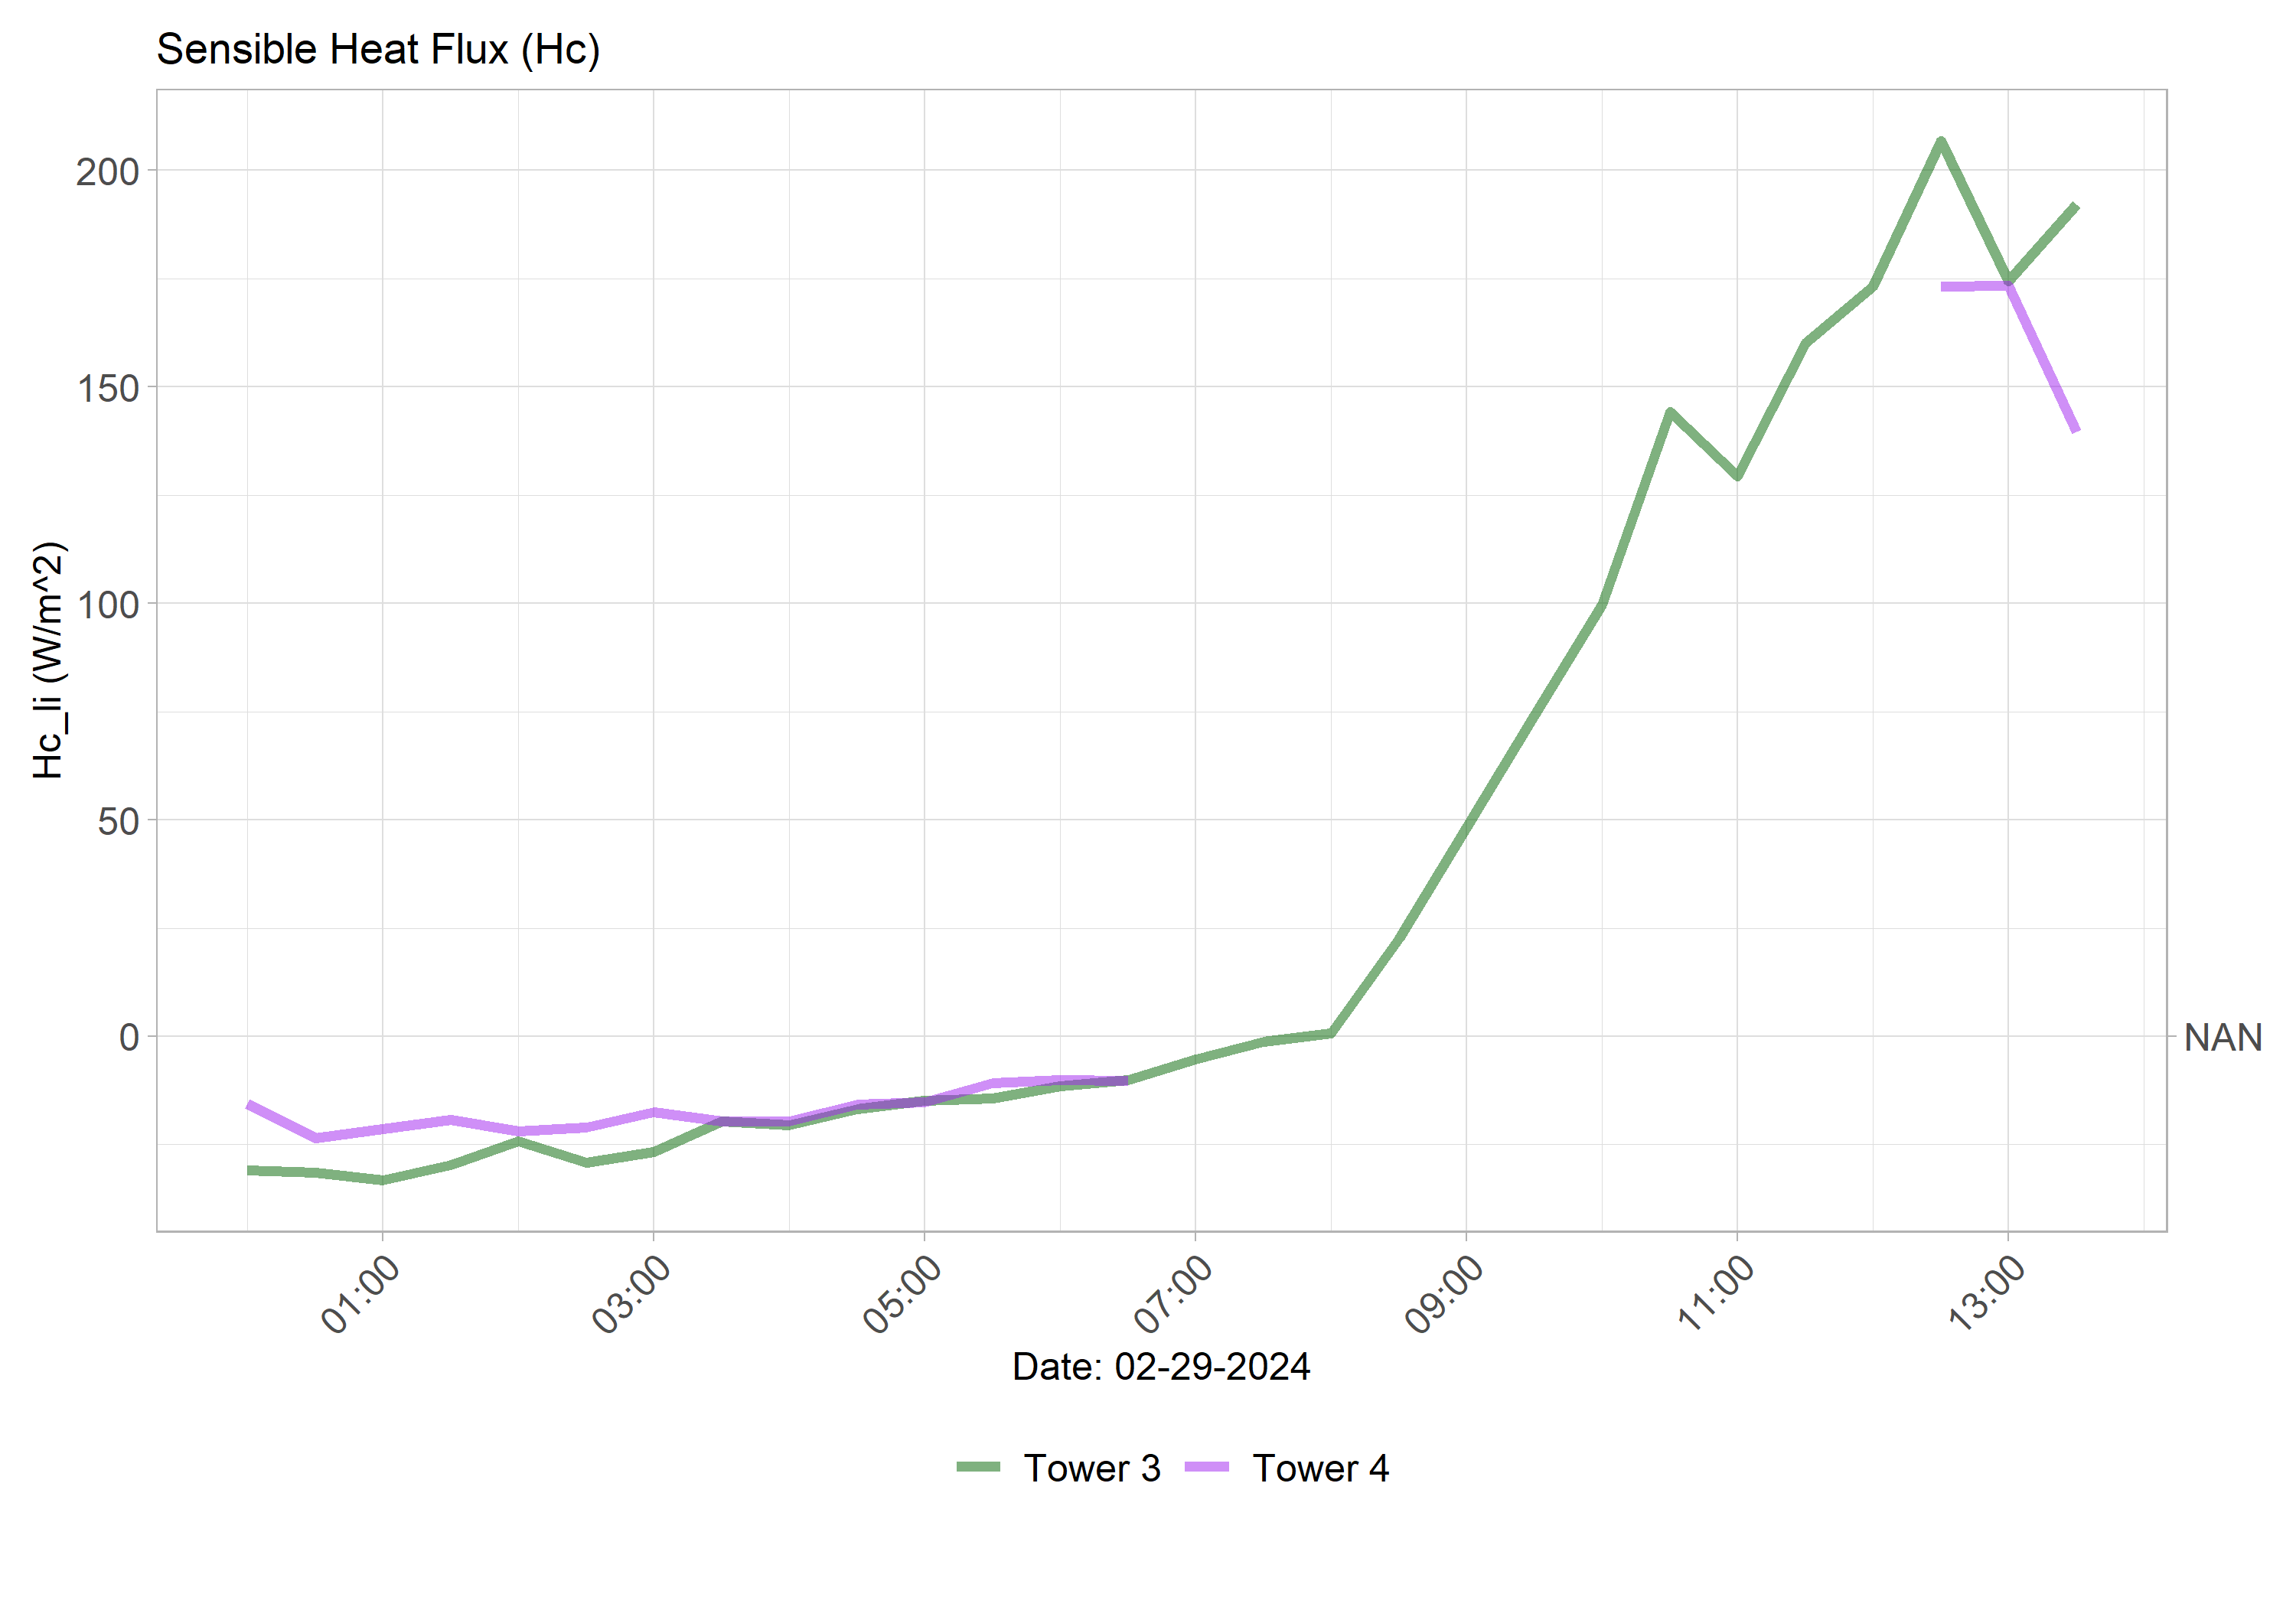 Sensible Heat Flux (Hc)
Hc_li (W/m^2)
200
150
100
50
0
NAN
01:00
03:00
05:00
07:00
09:00
11:00
13:00
Date: 02-29-2024
Tower 3
Tower 4